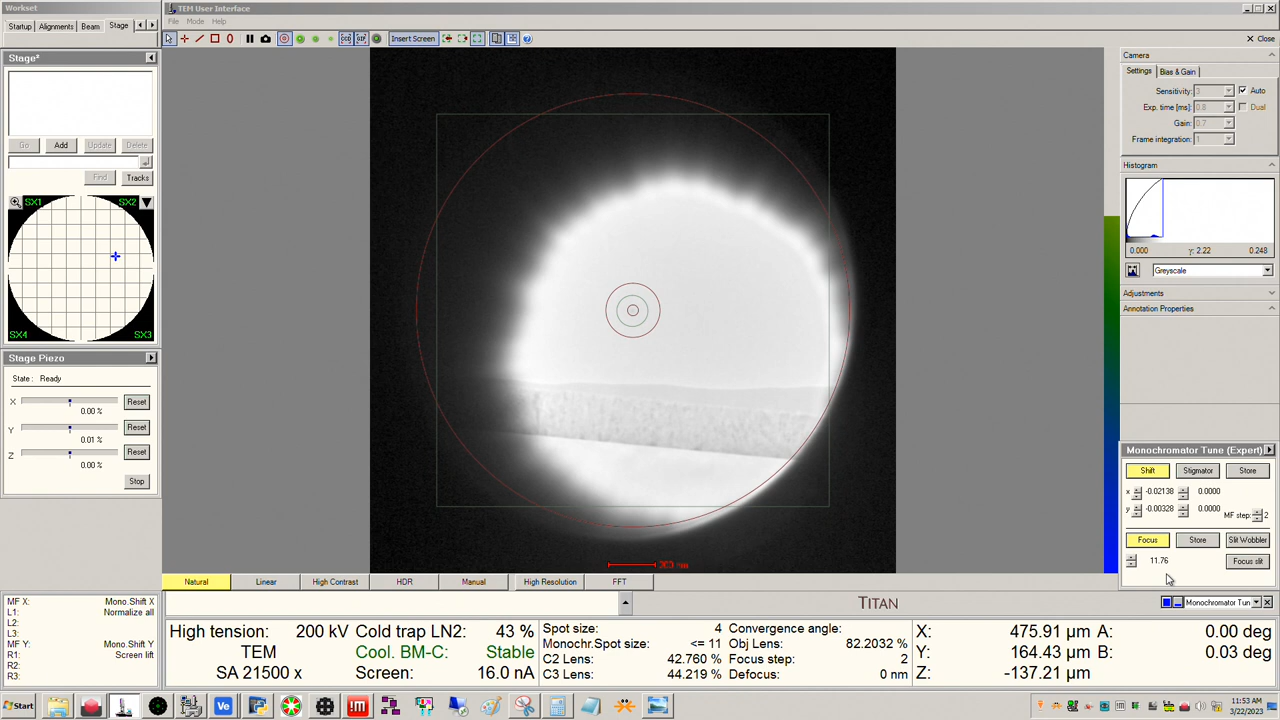 Workset
Startup Alignments Beam Stage
Stage²
Go Add Update Delete
Find Tracks
SX1 SX2
SX4 SX3
Stage Piezo
State: Ready
X 0.00 % Reset
Y 0.01 % Reset
Z 0.00 % Reset
Stop
MF X: Mono.Shift X
L1: Normalize all
L2:
L3:
MF Y: Mono.Shift Y
R1: Screen lift
R2:
R3:
TEM User Interface
File Mode Help
CCD GIF Insert Screen Close
Natural Linear High Contrast HDR Manual High Resolution FFT
Camera
Settings Bias & Gain
Sensitivity: 3 Auto
Exp. time [ms]: 0.8 Dual
Gain: 0.7
Frame integration: 1
Histogram
0.000 γ: 2.22 0.248
Greyscale
Adjustments
Annotation Properties
Monochromator Tune (Expert)
Shift Stigmator Store
x -0.02138 0.0000
y -0.00328 0.0000 MF step: 2
Focus Store Slit Wobbler
11.76 Focus slit
TITAN
Monochromator Tun
High tension: 200 kV
TEM
SA 21500 x
Cold trap LN2: 43 %
Cool. BM-C: Stable
Screen: 16.0 nA
Spot size: 4
Monochr.Spot size: <= 11
C2 Lens: 42.760 %
C3 Lens: 44.219 %
Convergence angle:
Obj Lens: 82.2032 %
Focus step: 2
Defocus: 0 nm
X: 475.91 µm A: 0.00 deg
Y: 164.43 µm B: 0.03 deg
Z: -137.21 µm
Start
11:53 AM
3/22/2023